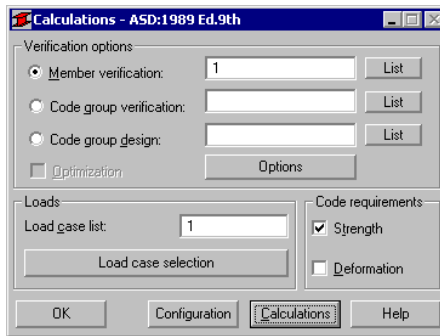 Calculations - ASD:1989 Ed.9th
Verification options
Member verification: 1 List
Code group verification: List
Code group design: List
Optimization Options
Loads
Load case list: 1
Load case selection
Code requirements
Strength
Deformation
OK Configuration Calculations Help